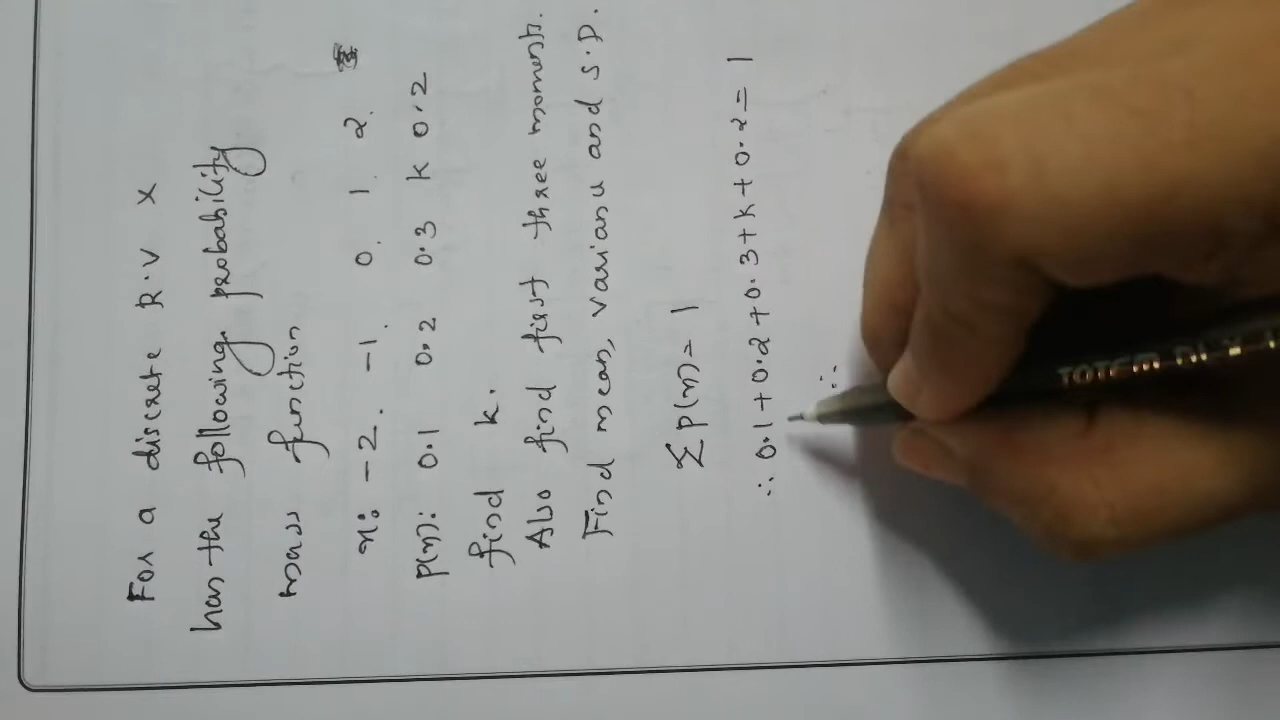 For a discrete R.V X
has the following probability
mass function
x: -2. -1. 0. 1. 2.
P(x): 0.1 0.2 0.3 k 0.2
find k.
Also find first three moments.
Find mean, variance and S.D.
∑ P(x) = 1
∴ 0.1 + 0.2 + 0.3 + k + 0.2 = 1
∴
TOTEM